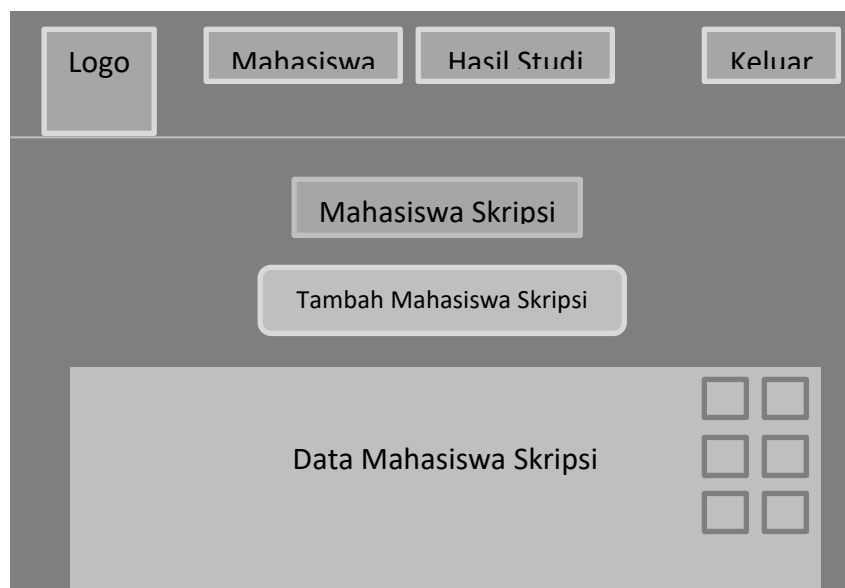 Logo
Mahasiswa
Hasil Studi
Keluar
Mahasiswa Skripsi
Tambah Mahasiswa Skripsi
Data Mahasiswa Skripsi